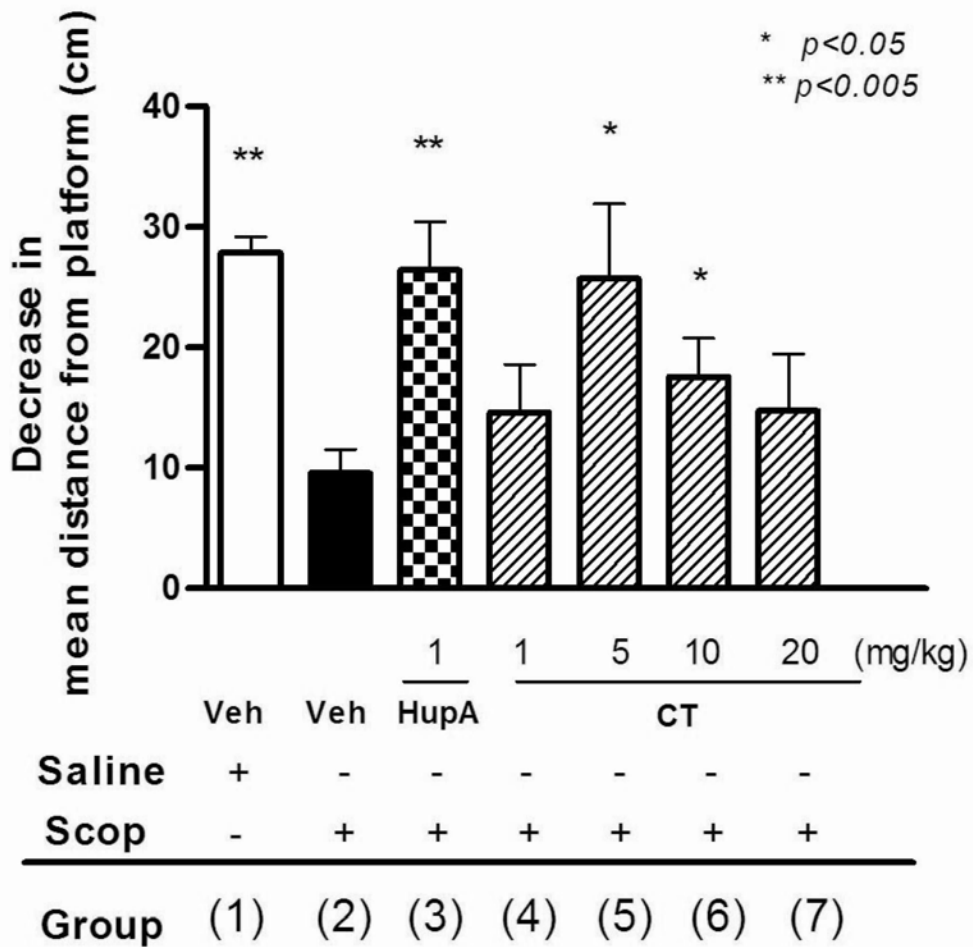 * p<0.05
** p<0.005
Decrease in
mean distance from platform (cm)
40
30
20
10
0
**
**
*
*
1 1 5 10 20 (mg/kg)
Veh Veh HupA CT
Saline + - - - - - -
Scop - + + + + + +
Group (1) (2) (3) (4) (5) (6) (7)